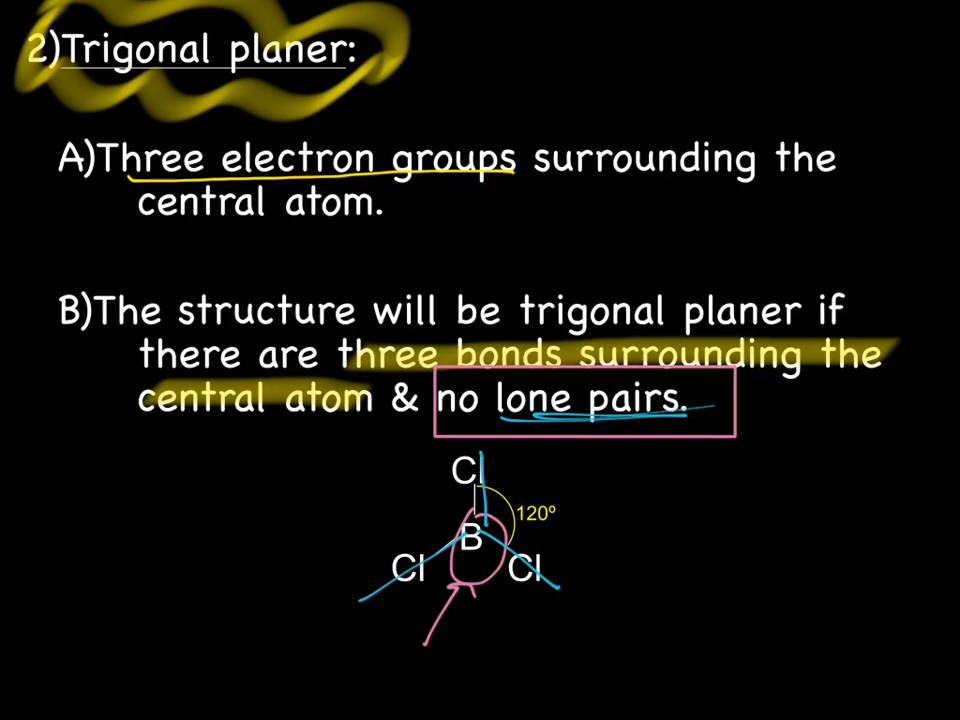 2)Trigonal planer:
A)Three electron groups surrounding the
central atom.
B)The structure will be trigonal planer if
there are three bonds surrounding the
central atom & no lone pairs.
Cl
120º
B
Cl
Cl